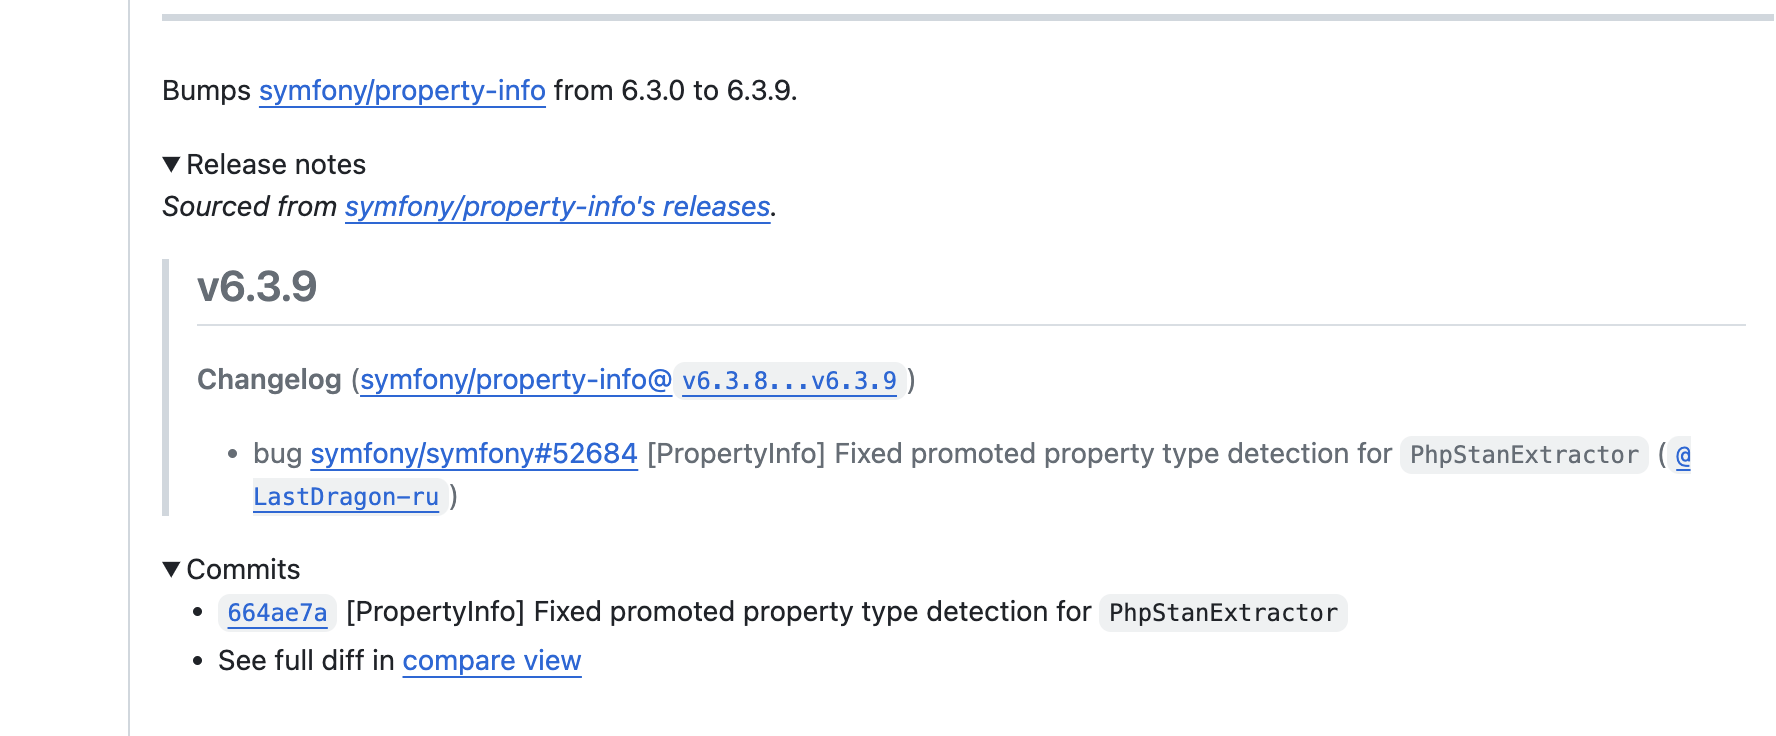 Bumps symfony/property-info from 6.3.0 to 6.3.9.
▼ Release notes
Sourced from symfony/property-info's releases.
v6.3.9
Changelog (symfony/property-info@v6.3.8...v6.3.9)
• bug symfony/symfony#52684 [PropertyInfo] Fixed promoted property type detection for PhpStanExtractor (@
LastDragon-ru)
▼ Commits
• 664ae7a [PropertyInfo] Fixed promoted property type detection for PhpStanExtractor
• See full diff in compare view